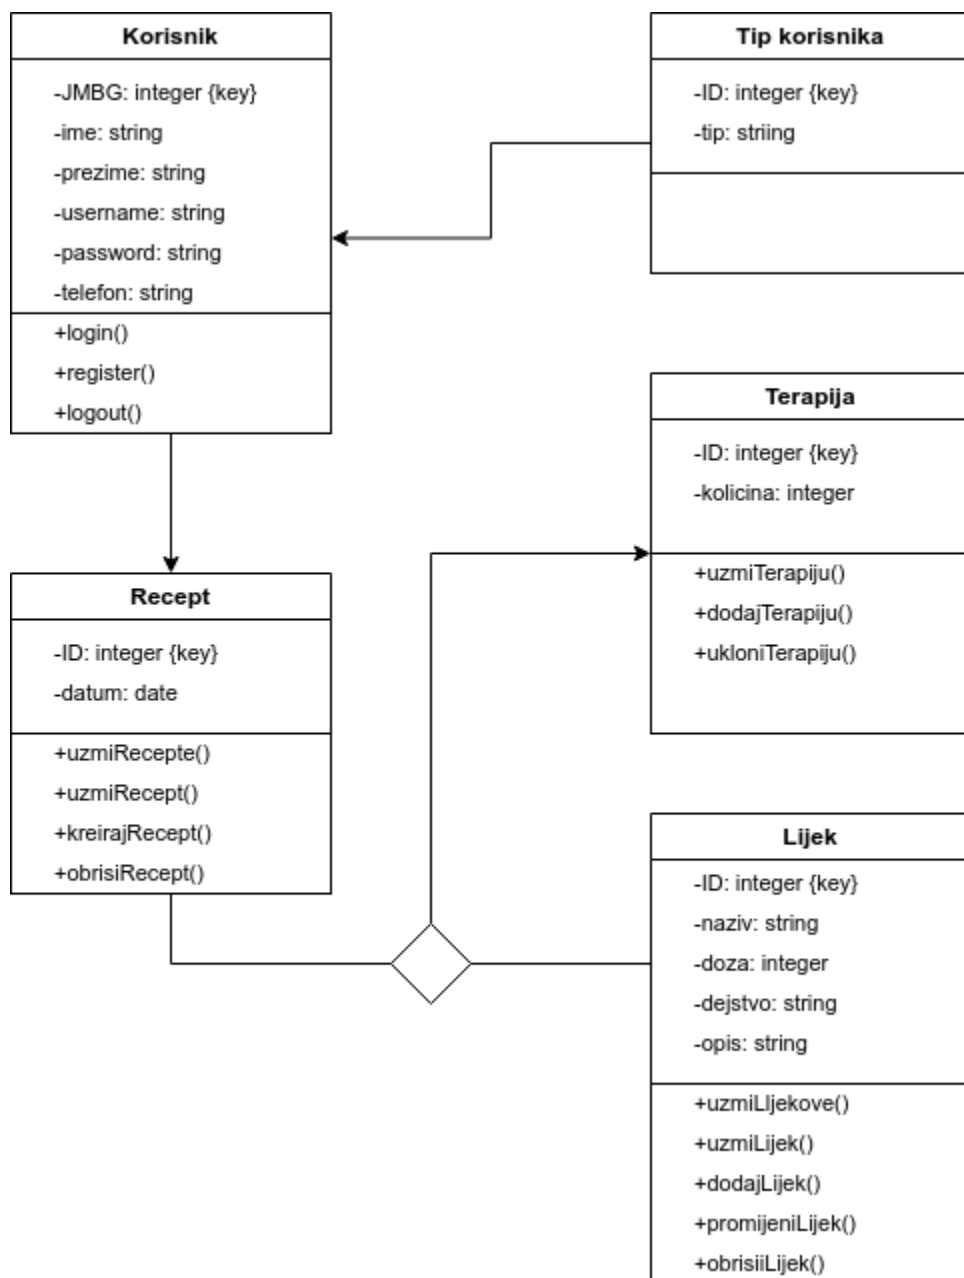 Korisnik
-JMBG: integer {key}
-ime: string
-prezime: string
-username: string
-password: string
-telefon: string
+login()
+register()
+logout()
Tip korisnika
-ID: integer {key}
-tip: striing
Terapija
-ID: integer {key}
-kolicina: integer
+uzmiTerapiju()
+dodajTerapiju()
+ukloniTerapiju()
Recept
-ID: integer {key}
-datum: date
+uzmiRecepte()
+uzmiRecept()
+kreirajRecept()
+obrisiRecept()
Lijek
-ID: integer {key}
-naziv: string
-doza: integer
-dejstvo: string
-opis: string
+uzmiLIjekove()
+uzmiLijek()
+dodajLijek()
+promijeniLijek()
+obrisiiLijek()